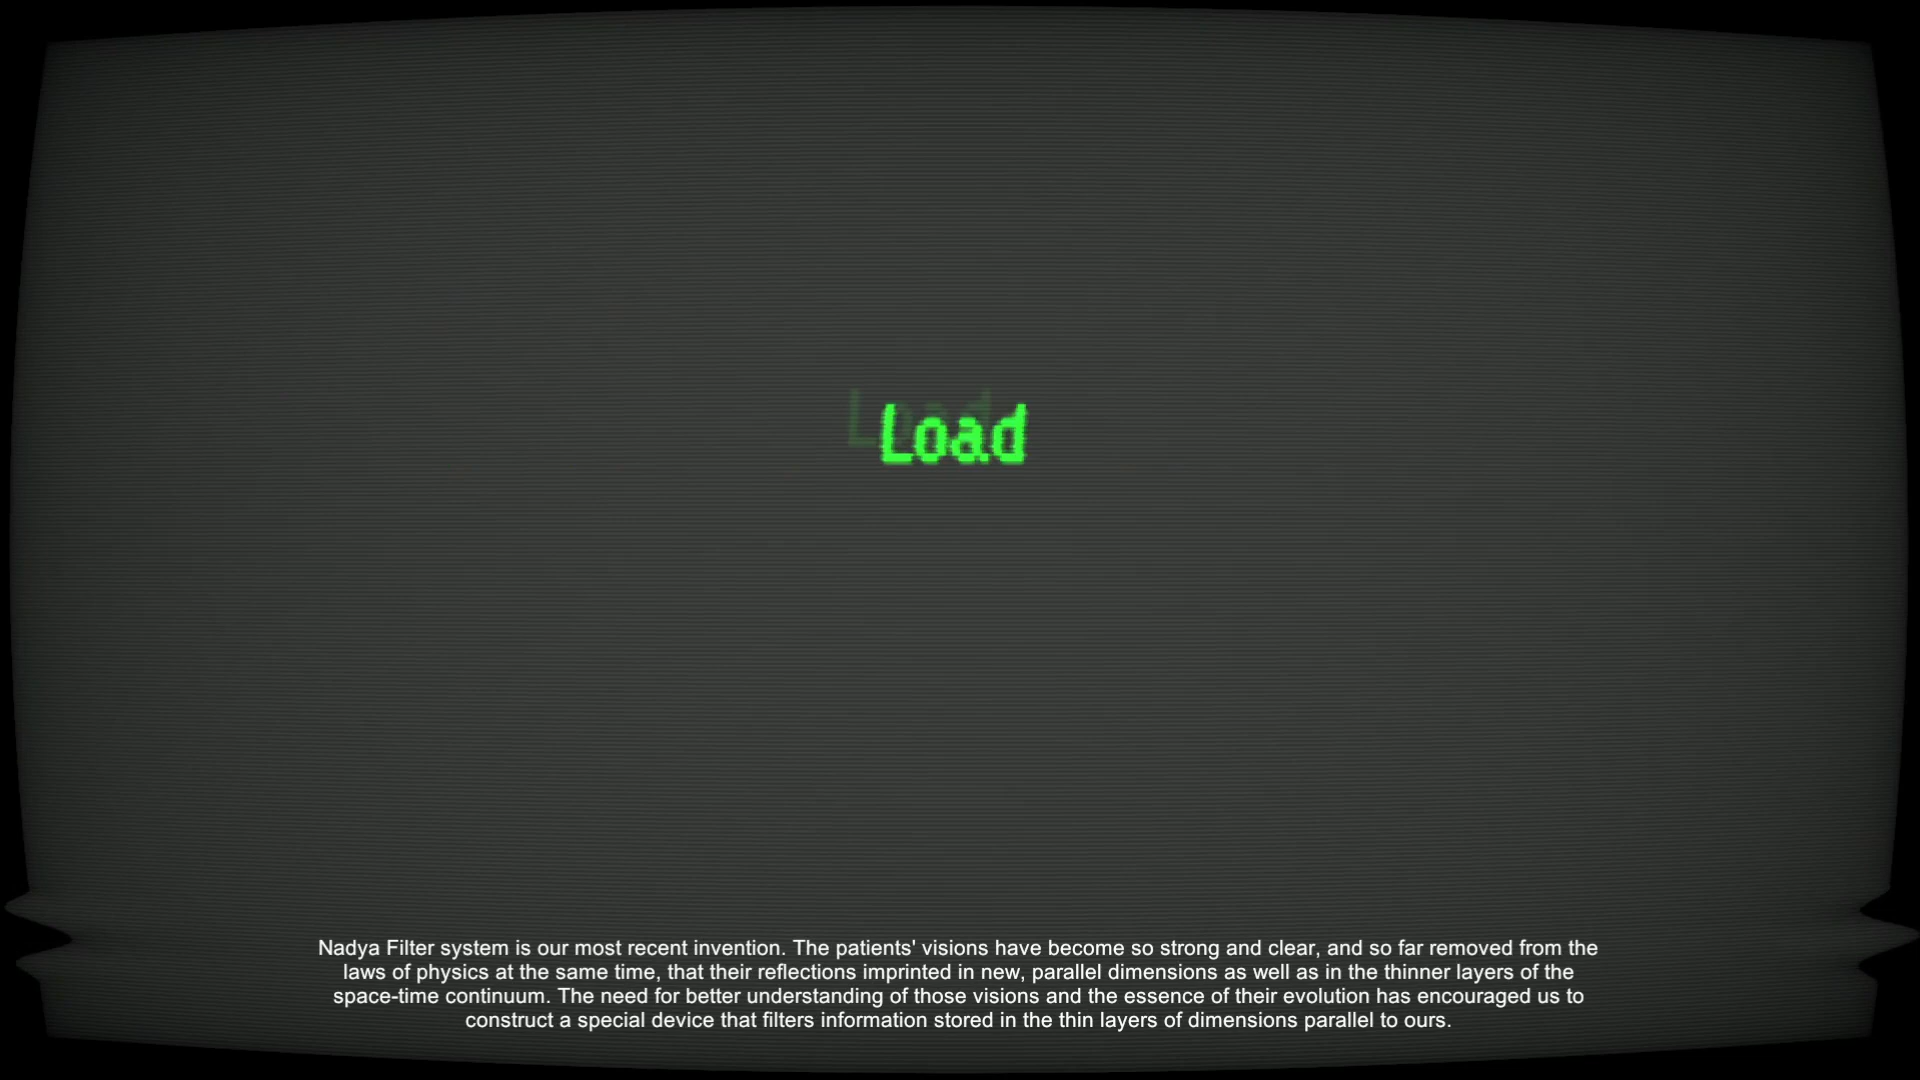 Load
Nadya Filter system is our most recent invention. The patients' visions have become so strong and clear, and so far removed from the
laws of physics at the same time, that their reflections imprinted in new, parallel dimensions as well as in the thinner layers of the
space-time continuum. The need for better understanding of those visions and the essence of their evolution has encouraged us to
construct a special device that filters information stored in the thin layers of dimensions parallel to ours.